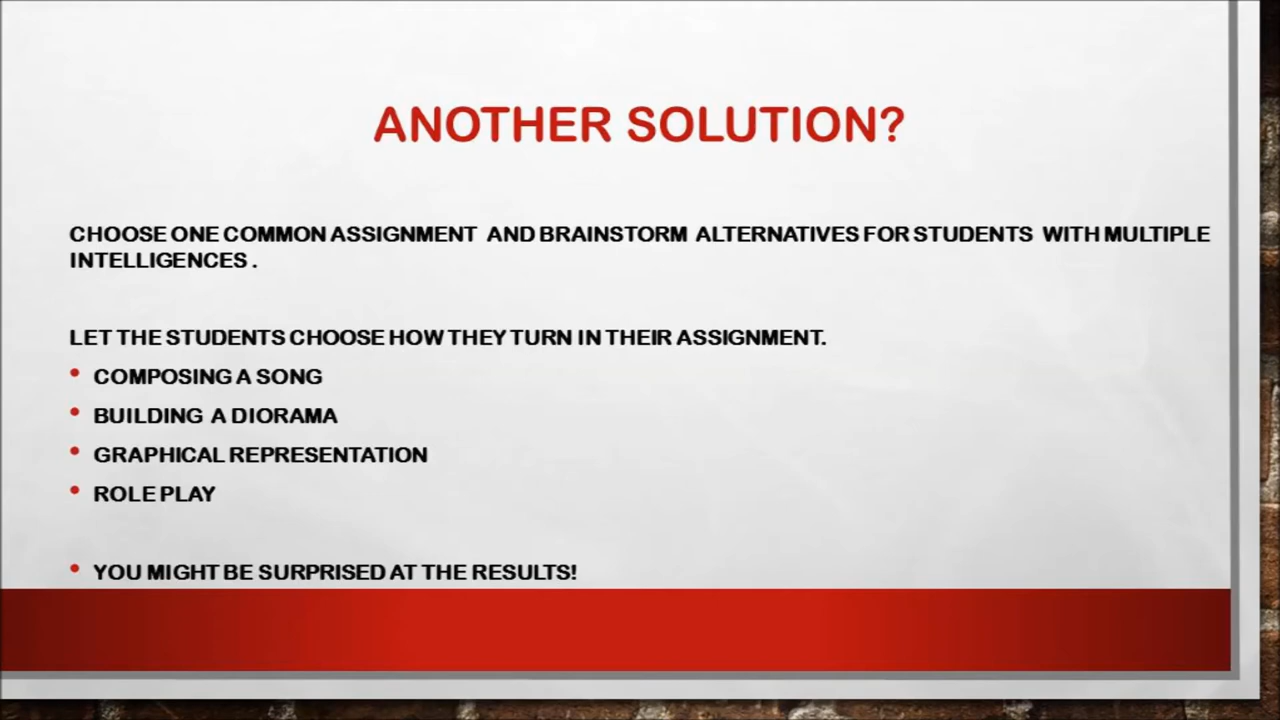 ANOTHER SOLUTION?
CHOOSE ONE COMMON ASSIGNMENT AND BRAINSTORM ALTERNATIVES FOR STUDENTS WITH MULTIPLE
INTELLIGENCES .
LET THE STUDENTS CHOOSE HOW THEY TURN IN THEIR ASSIGNMENT.
• COMPOSING A SONG
• BUILDING A DIORAMA
• GRAPHICAL REPRESENTATION
• ROLE PLAY
• YOU MIGHT BE SURPRISED AT THE RESULTS!